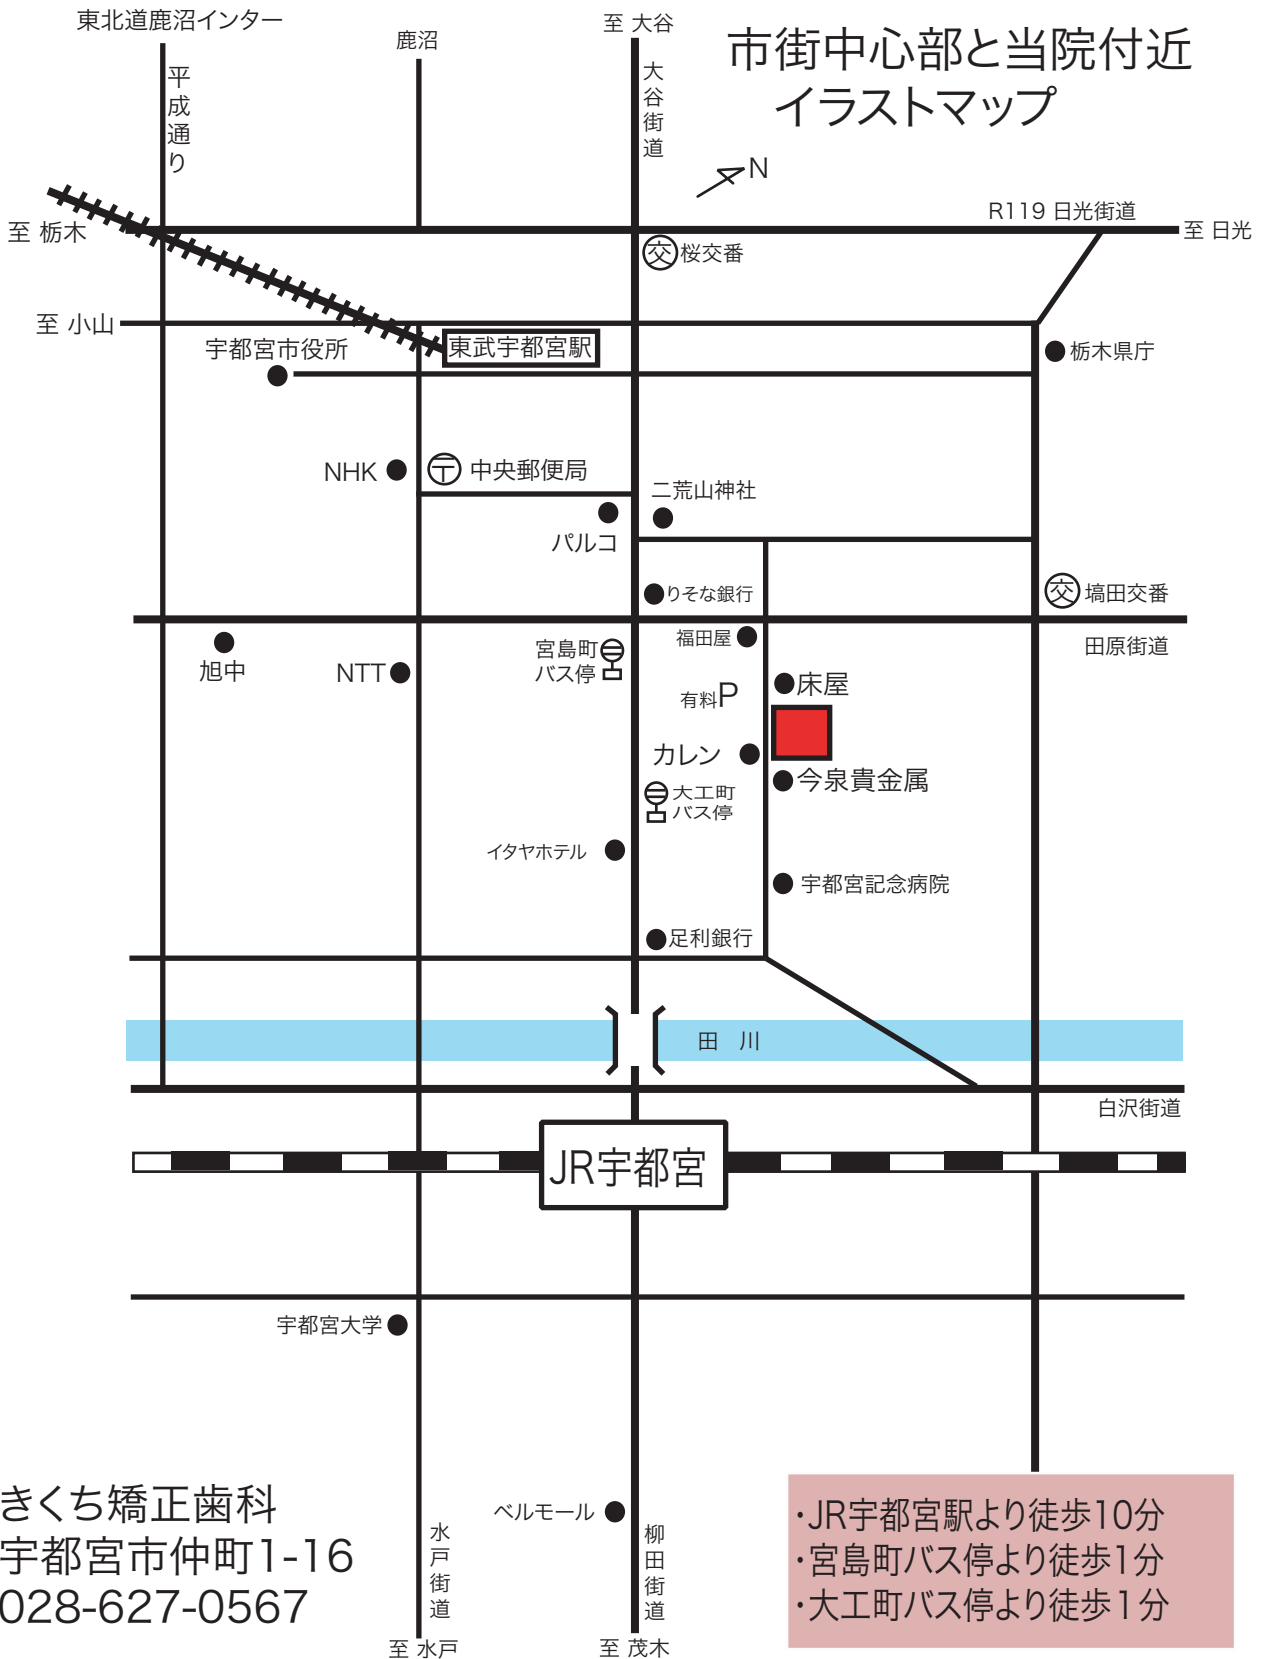 東北道鹿沼インター
鹿沼
至 大谷
市街中心部と当院付近
イラストマップ
平成通り
大谷街道
N
R119 日光街道
至 栃木
至 日光
交 桜交番
至 小山
宇都宮市役所
東武宇都宮駅
栃木県庁
NHK
〒 中央郵便局
二荒山神社
パルコ
りそな銀行
交 塙田交番
田原街道
旭中
NTT
宮島町
バス停
福田屋
有料P
床屋
カレン
今泉貴金属
大工町
バス停
イタヤホテル
宇都宮記念病院
足利銀行
田 川
白沢街道
JR宇都宮
宇都宮大学
ベルモール
水戸街道
柳田街道
至 水戸
至 茂木
きくち矯正歯科
宇都宮市仲町1-16
028-627-0567
・JR宇都宮駅より徒歩10分
・宮島町バス停より徒歩1分
・大工町バス停より徒歩1分